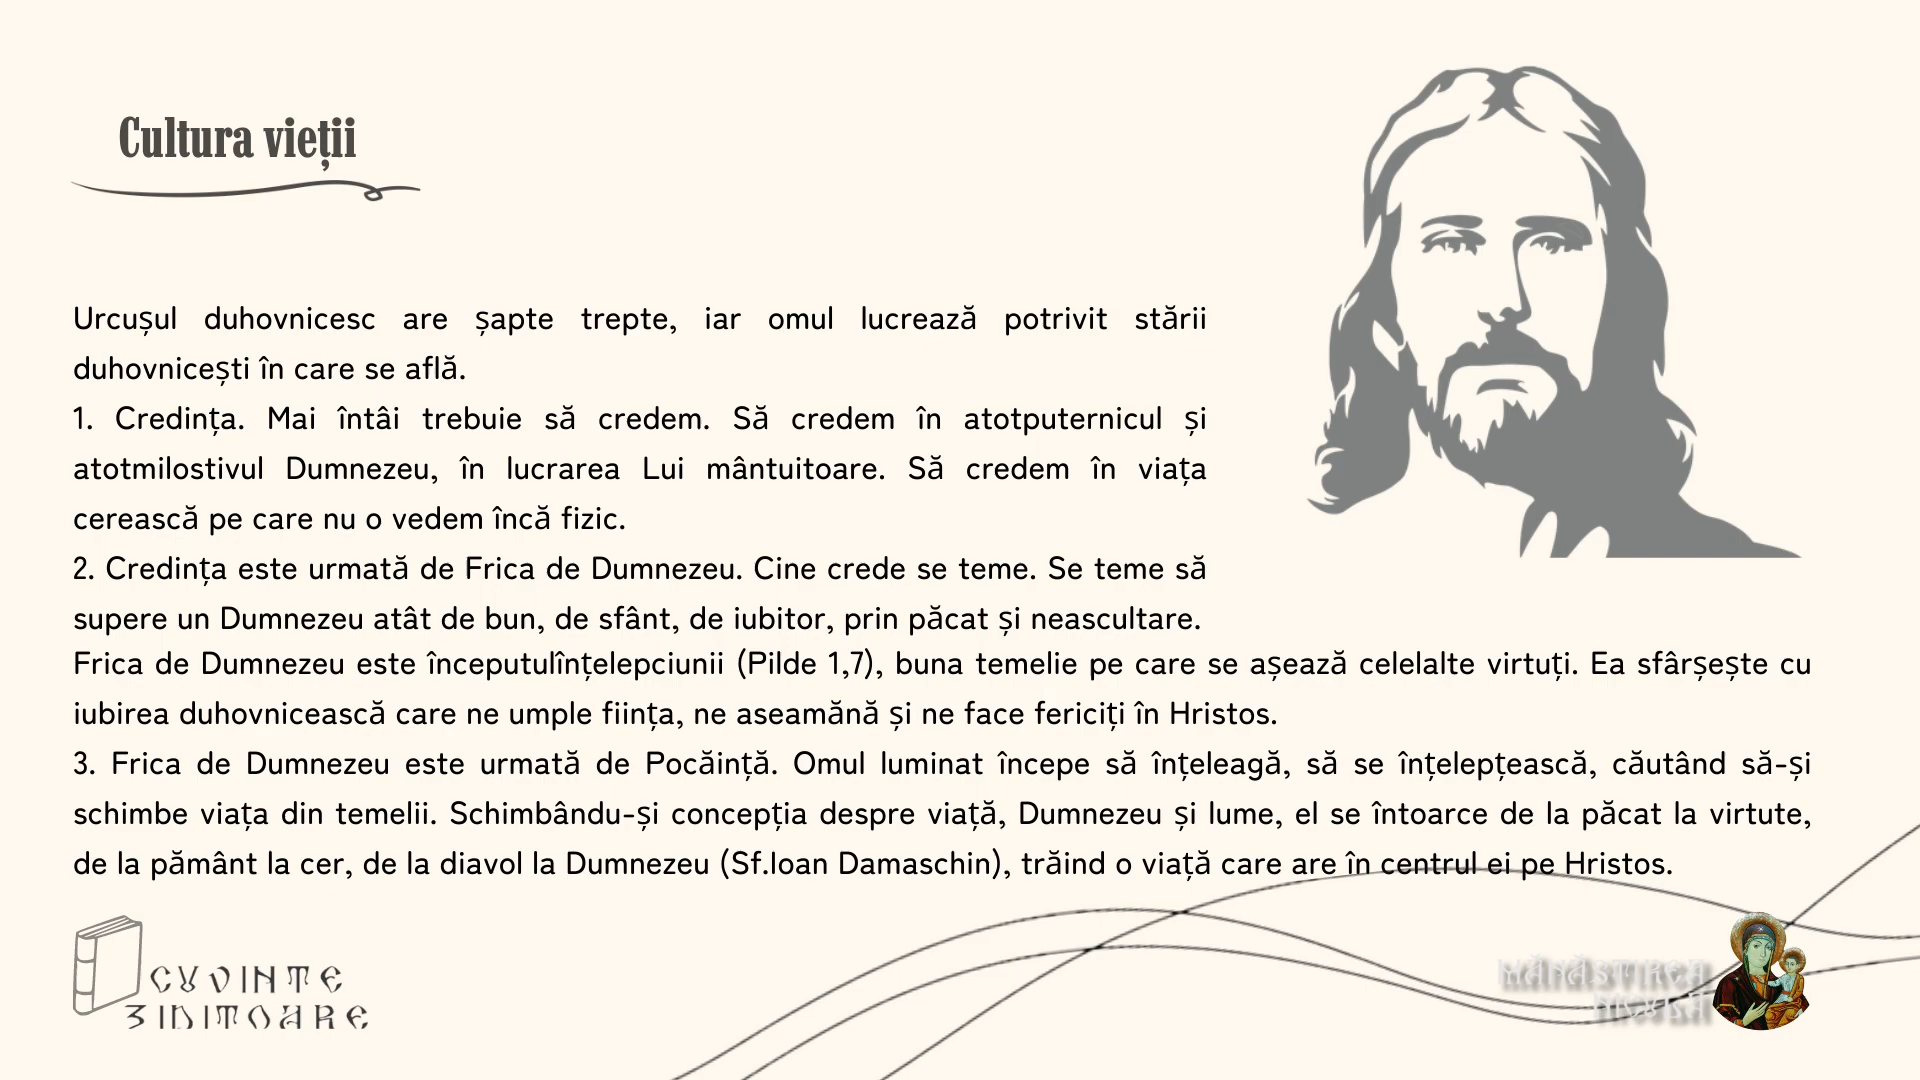 Cultura vieții
Urcușul duhovnicesc are șapte trepte, iar omul lucrează potrivit stării
duhovnicești în care se află.
1. Credința. Mai întâi trebuie să credem. Să credem în atotputernicul și
atotmilostivul Dumnezeu, în lucrarea Lui mântuitoare. Să credem în viața
cerească pe care nu o vedem încă fizic.
2. Credința este urmată de Frica de Dumnezeu. Cine crede se teme. Se teme să
supere un Dumnezeu atât de bun, de sfânt, de iubitor, prin păcat și neascultare.
Frica de Dumnezeu este începutulînțelepciunii (Pilde 1,7), buna temelie pe care se așează celelalte virtuți. Ea sfârșește cu
iubirea duhovnicească care ne umple ființa, ne aseamănă și ne face fericiți în Hristos.
3. Frica de Dumnezeu este urmată de Pocăință. Omul luminat începe să înțeleagă, să se înțelepțească, căutând să-și
schimbe viața din temelii. Schimbându-și concepția despre viață, Dumnezeu și lume, el se întoarce de la păcat la virtute,
de la pământ la cer, de la diavol la Dumnezeu (Sf.Ioan Damaschin), trăind o viață care are în centrul ei pe Hristos.
CUVINTE
ZIDITOARE
MĂNĂSTIREA
NICULA